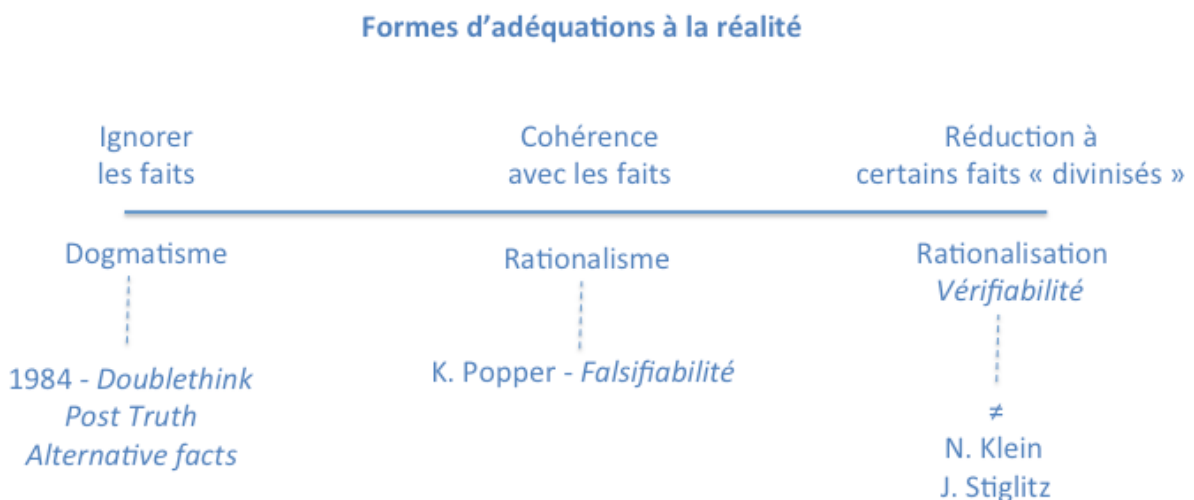 Formes d’adéquations à la réalité
Ignorer
les faits
Cohérence
avec les faits
Réduction à
certains faits « divinisés »
Dogmatisme
Rationalisme
Rationalisation
Vérifiabilité
1984 - Doublethink
Post Truth
Alternative facts
K. Popper - Falsifiabilité
≠
N. Klein
J. Stiglitz